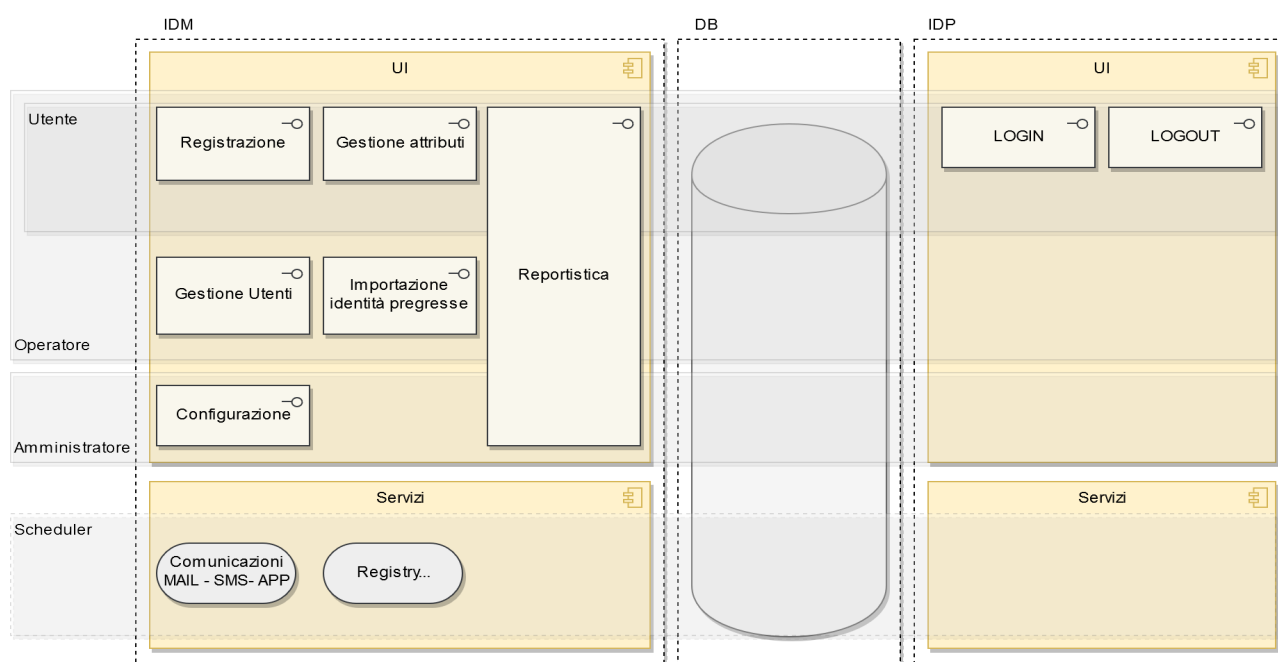 IDM
DB
IDP
UI
UI
Utente
Registrazione
Gestione attributi
LOGIN
LOGOUT
Reportistica
Gestione Utenti
Importazione
identità pregresse
Operatore
Configurazione
Amministratore
Servizi
Servizi
Scheduler
Comunicazioni
MAIL - SMS- APP
Registry...